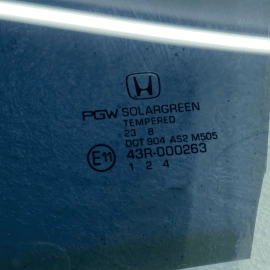 PGW SOLARGREEN
TEMPERED
23 8
DOT 904 AS2 M505
E11 43R-000263
1 2 4